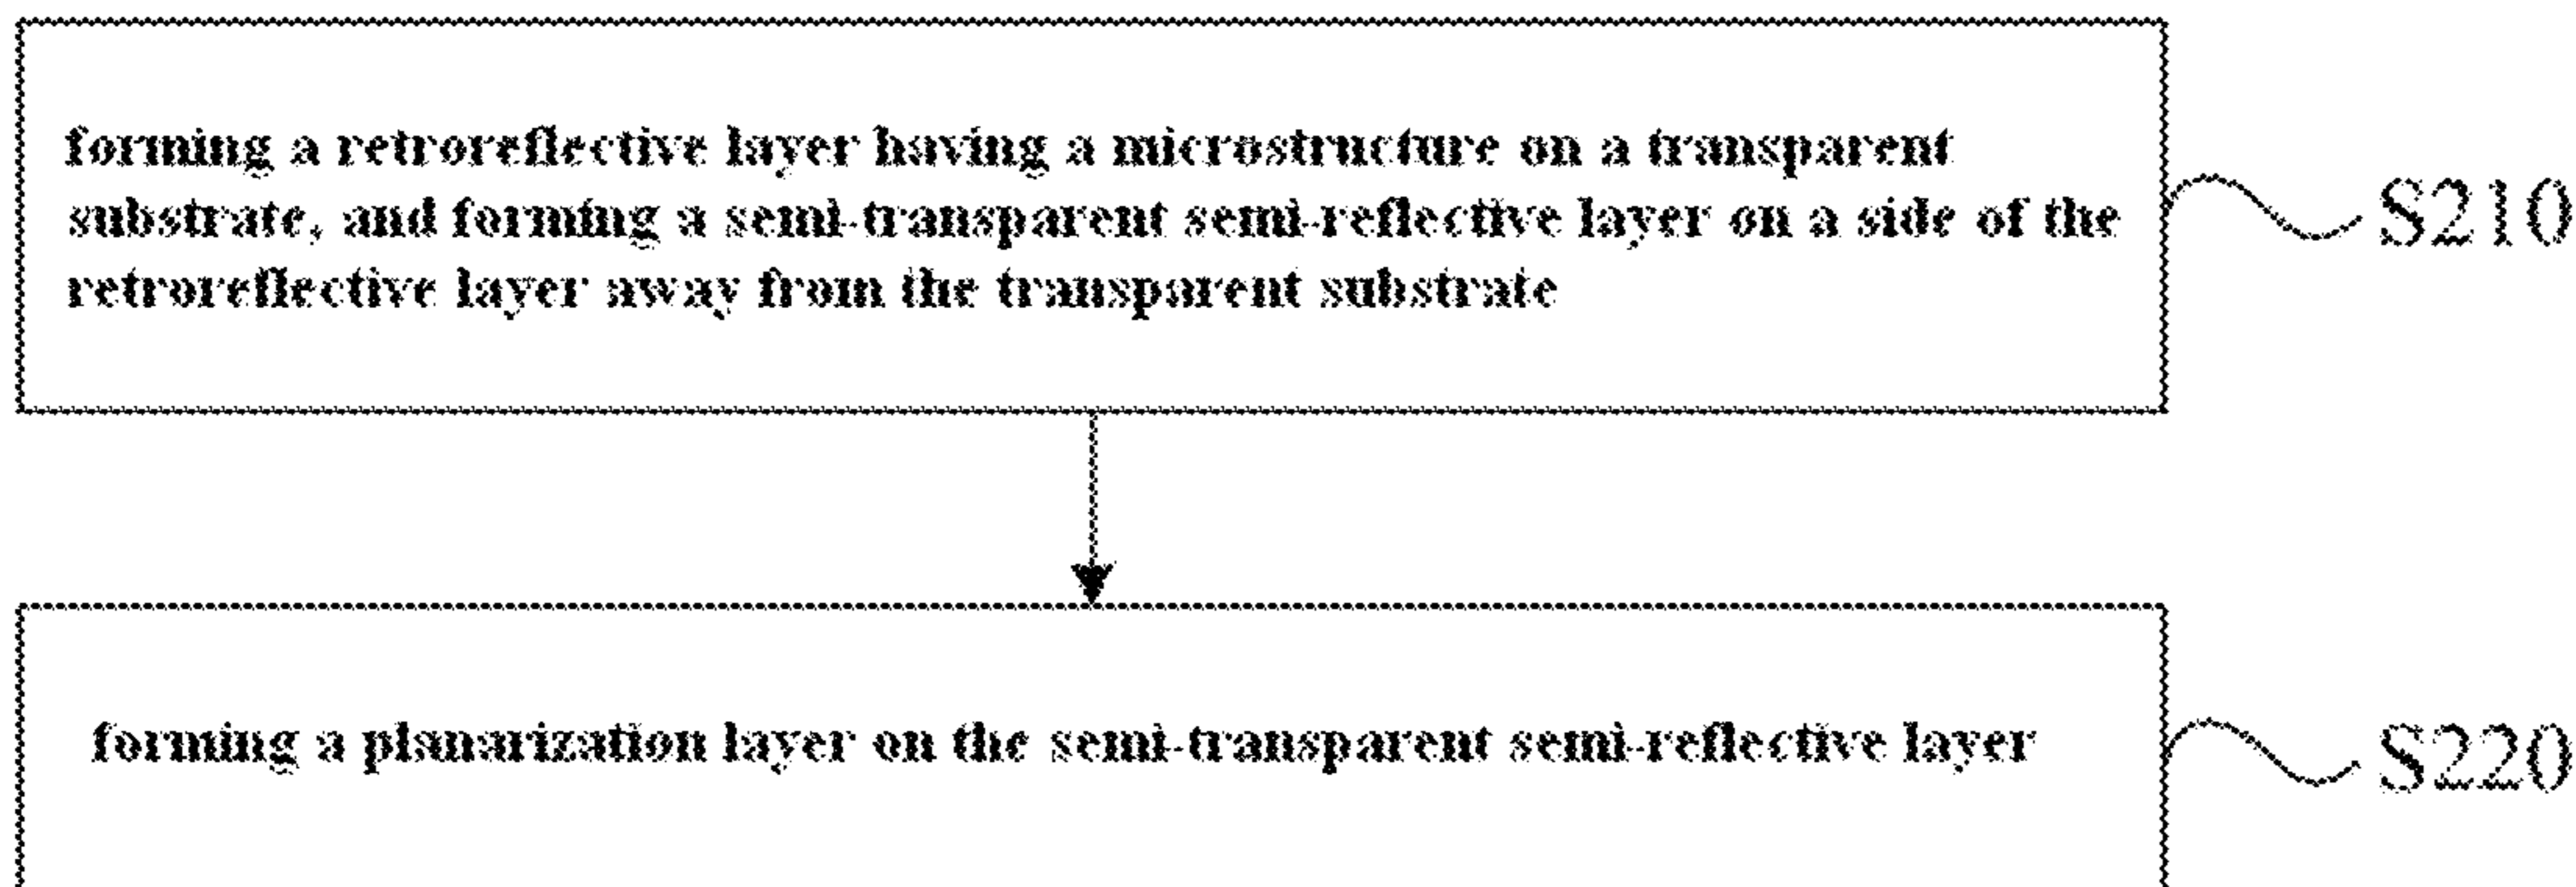 forming a retroreflective layer having a microstructure on a transparent
substrate, and forming a semi-transparent semi-reflective layer on a side of the
retroreflective layer away from the transparent substrate
S210
forming a planarization layer on the semi-transparent semi-reflective layer
S220